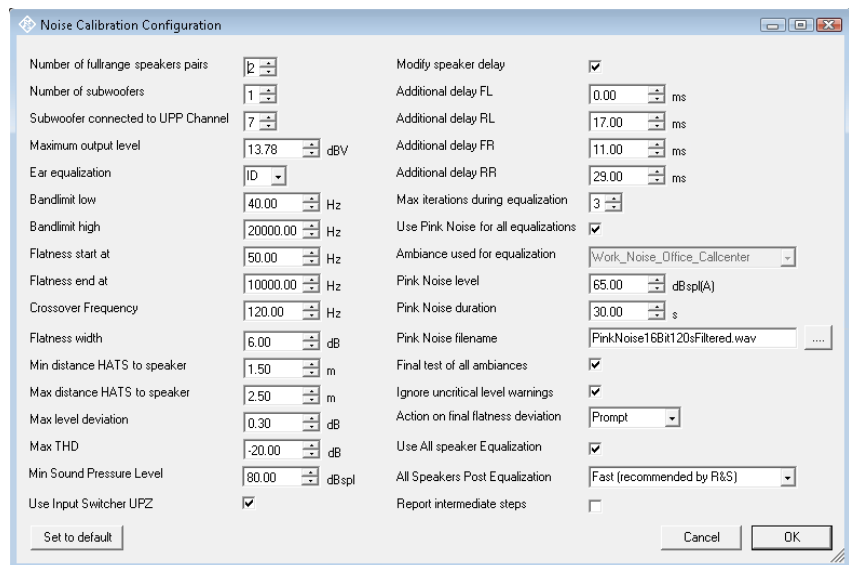 Noise Calibration Configuration
Number of fullrange speakers pairs 2
Number of subwoofers 1
Subwoofer connected to UPP Channel 7
Maximum output level 13.78 dBV
Ear equalization ID
Bandlimit low 40.00 Hz
Bandlimit high 20000.00 Hz
Flatness start at 50.00 Hz
Flatness end at 10000.00 Hz
Crossover Frequency 120.00 Hz
Flatness width 6.00 dB
Min distance HATS to speaker 1.50 m
Max distance HATS to speaker 2.50 m
Max level deviation 0.30 dB
Max THD -20.00 dB
Min Sound Pressure Level 80.00 dBspl
Use Input Switcher UPZ
Modify speaker delay
Additional delay FL 0.00 ms
Additional delay RL 17.00 ms
Additional delay FR 11.00 ms
Additional delay RR 29.00 ms
Max iterations during equalization 3
Use Pink Noise for all equalizations
Ambiance used for equalization Work_Noise_Office_Callcenter
Pink Noise level 65.00 dBspl(A)
Pink Noise duration 30.00 s
Pink Noise filename PinkNoise16Bit120sFiltered.wav ....
Final test of all ambiances
Ignore uncritical level warnings
Action on final flatness deviation Prompt
Use All speaker Equalization
All Speakers Post Equalization Fast (recommended by R&S)
Report intermediate steps
Set to default
Cancel
OK